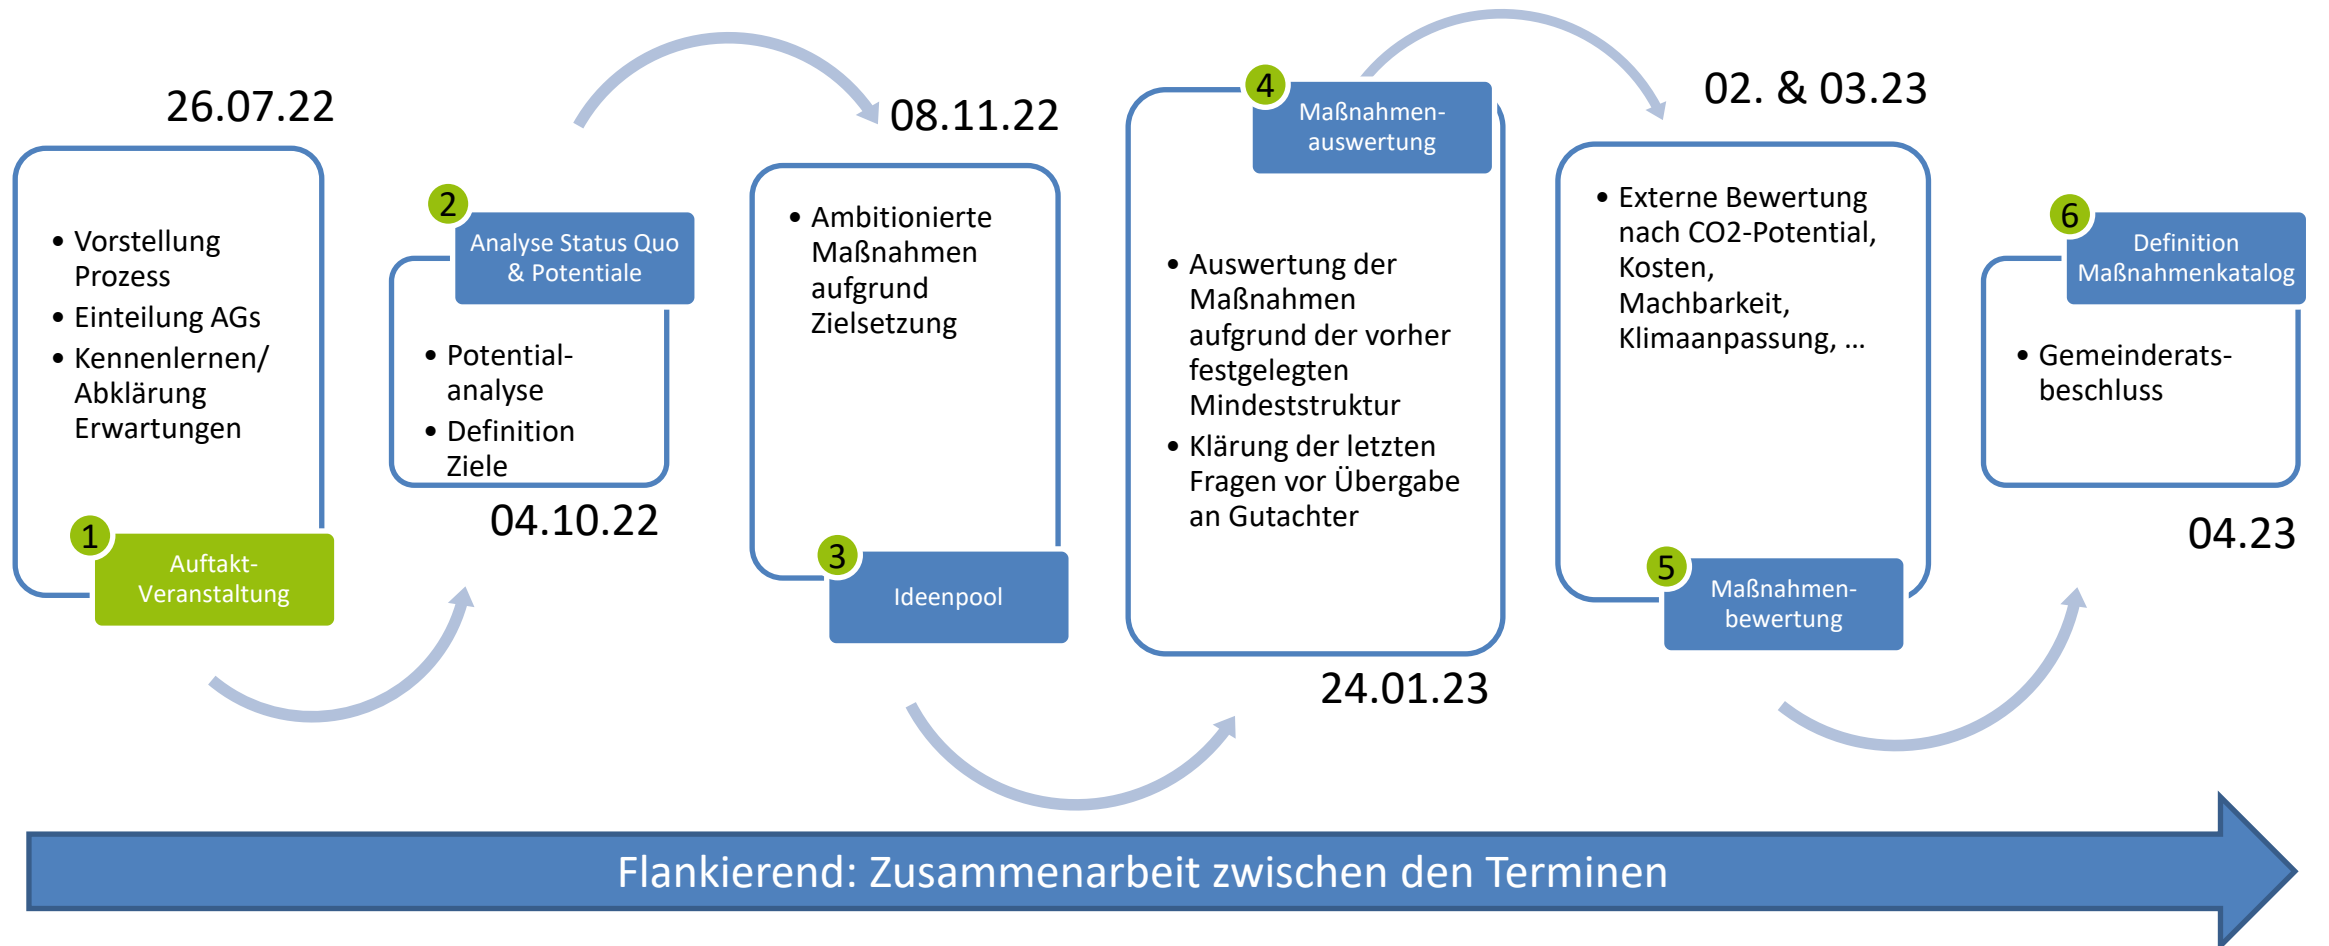 26.07.22
• Vorstellung
Prozess
• Einteilung AGs
• Kennenlernen/
Abklärung
Erwartungen
1
Auftakt-
Veranstaltung
2
Analyse Status Quo
& Potentiale
• Potential-
analyse
• Definition
Ziele
04.10.22
08.11.22
• Ambitionierte
Maßnahmen
aufgrund
Zielsetzung
3
Ideenpool
4
Maßnahmen-
auswertung
• Auswertung der
Maßnahmen
aufgrund der vorher
festgelegten
Mindeststruktur
• Klärung der letzten
Fragen vor Übergabe
an Gutachter
24.01.23
02. & 03.23
• Externe Bewertung
nach CO2-Potential,
Kosten,
Machbarkeit,
Klimaanpassung, ...
5
Maßnahmen-
bewertung
6
Definition
Maßnahmenkatalog
• Gemeinderats-
beschluss
04.23
Flankierend: Zusammenarbeit zwischen den Terminen